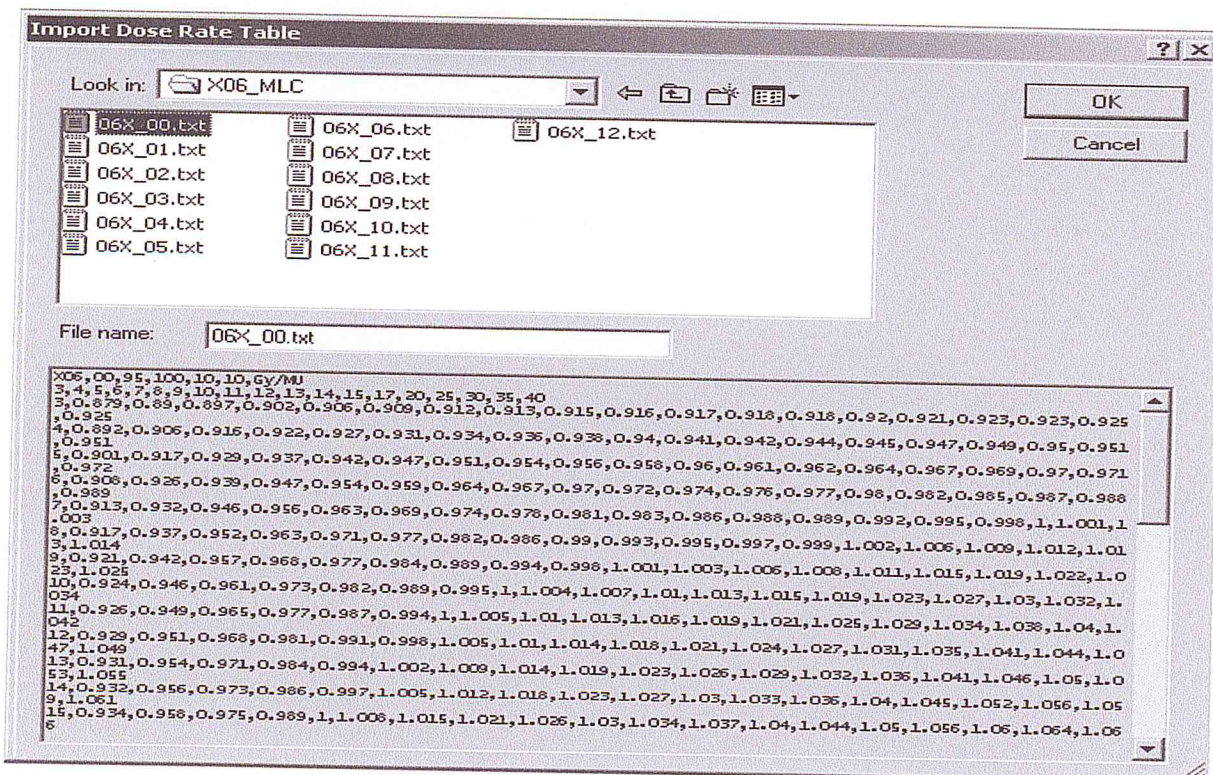 Import Dose Rate Table
Look in: X06_MLC
OK
Cancel
06X_00.txt 06X_06.txt 06X_12.txt
06X_01.txt 06X_07.txt
06X_02.txt 06X_08.txt
06X_03.txt 06X_09.txt
06X_04.txt 06X_10.txt
06X_05.txt 06X_11.txt
File name: 06X_00.txt
X06,00,95,100,10,10,Gy/MU
3,4,5,6,7,8,9,10,11,12,13,14,15,17,20,25,30,35,40
3,0.879,0.89,0.897,0.902,0.906,0.909,0.912,0.913,0.915,0.916,0.917,0.918,0.918,0.92,0.921,0.923,0.923,0.925
,0.925
4,0.892,0.906,0.916,0.922,0.927,0.931,0.934,0.936,0.938,0.94,0.941,0.942,0.944,0.945,0.947,0.949,0.95,0.951
,0.951
5,0.901,0.917,0.929,0.937,0.942,0.947,0.951,0.954,0.956,0.958,0.96,0.961,0.962,0.964,0.967,0.969,0.97,0.971
,0.972
6,0.908,0.926,0.939,0.947,0.954,0.959,0.964,0.967,0.97,0.972,0.974,0.976,0.977,0.98,0.982,0.985,0.987,0.988
,0.989
7,0.913,0.932,0.946,0.956,0.963,0.969,0.974,0.978,0.981,0.983,0.986,0.988,0.989,0.992,0.995,0.998,1,1.001,1
.003
8,0.917,0.937,0.952,0.963,0.971,0.977,0.982,0.986,0.99,0.993,0.995,0.997,0.999,1.002,1.006,1.009,1.012,1.01
3,1.014
9,0.921,0.942,0.957,0.968,0.977,0.984,0.989,0.994,0.998,1.001,1.003,1.006,1.008,1.011,1.015,1.019,1.022,1.0
23,1.025
10,0.924,0.946,0.961,0.973,0.982,0.989,0.995,1,1.004,1.007,1.01,1.013,1.015,1.019,1.023,1.027,1.03,1.032,1.
034
11,0.926,0.949,0.965,0.977,0.987,0.994,1,1.005,1.01,1.013,1.016,1.019,1.021,1.025,1.029,1.034,1.038,1.04,1.
042
12,0.929,0.951,0.968,0.981,0.991,0.998,1.005,1.01,1.014,1.018,1.021,1.024,1.027,1.031,1.035,1.041,1.044,1.0
47,1.049
13,0.931,0.954,0.971,0.984,0.994,1.002,1.009,1.014,1.019,1.023,1.026,1.029,1.032,1.036,1.041,1.046,1.05,1.0
53,1.055
14,0.932,0.956,0.973,0.986,0.997,1.005,1.012,1.018,1.023,1.027,1.03,1.033,1.036,1.04,1.045,1.052,1.056,1.05
9,1.061
15,0.934,0.958,0.975,0.989,1,1.008,1.015,1.021,1.026,1.03,1.034,1.037,1.04,1.044,1.05,1.056,1.06,1.064,1.06
6